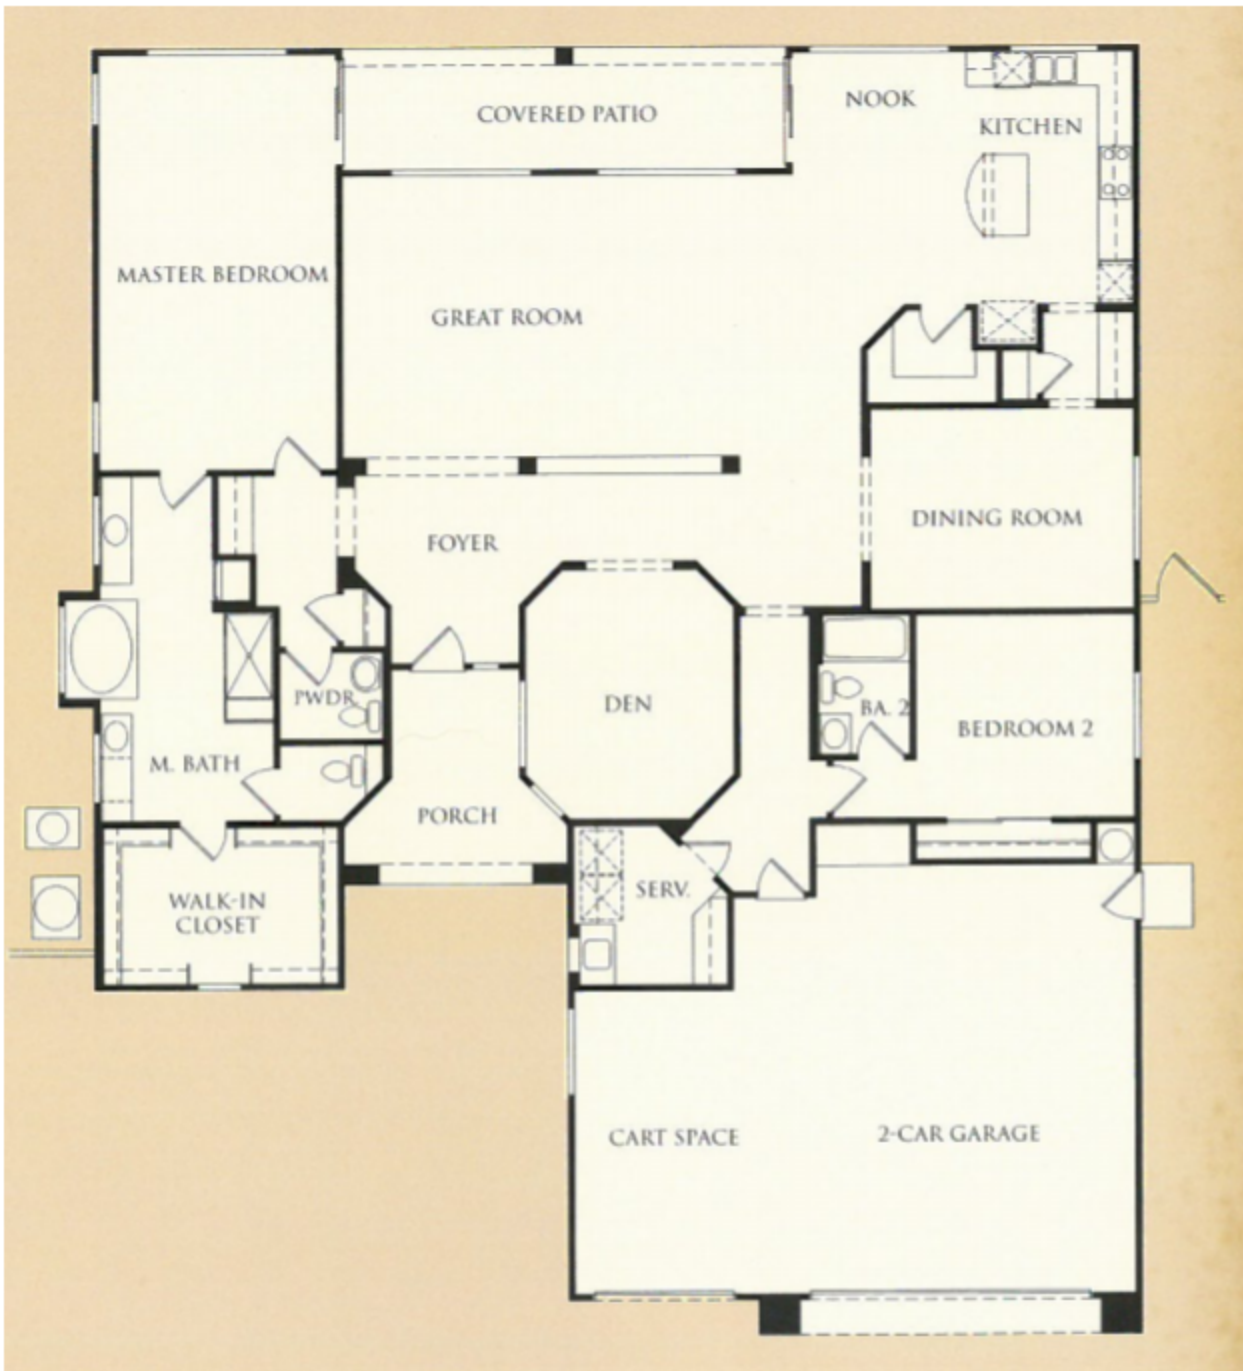 COVERED PATIO
NOOK
KITCHEN
MASTER BEDROOM
GREAT ROOM
DINING ROOM
FOYER
PWDR.
DEN
BA. 2
BEDROOM 2
M. BATH
PORCH
WALK-IN
CLOSET
SERV.
CART SPACE
2-CAR GARAGE